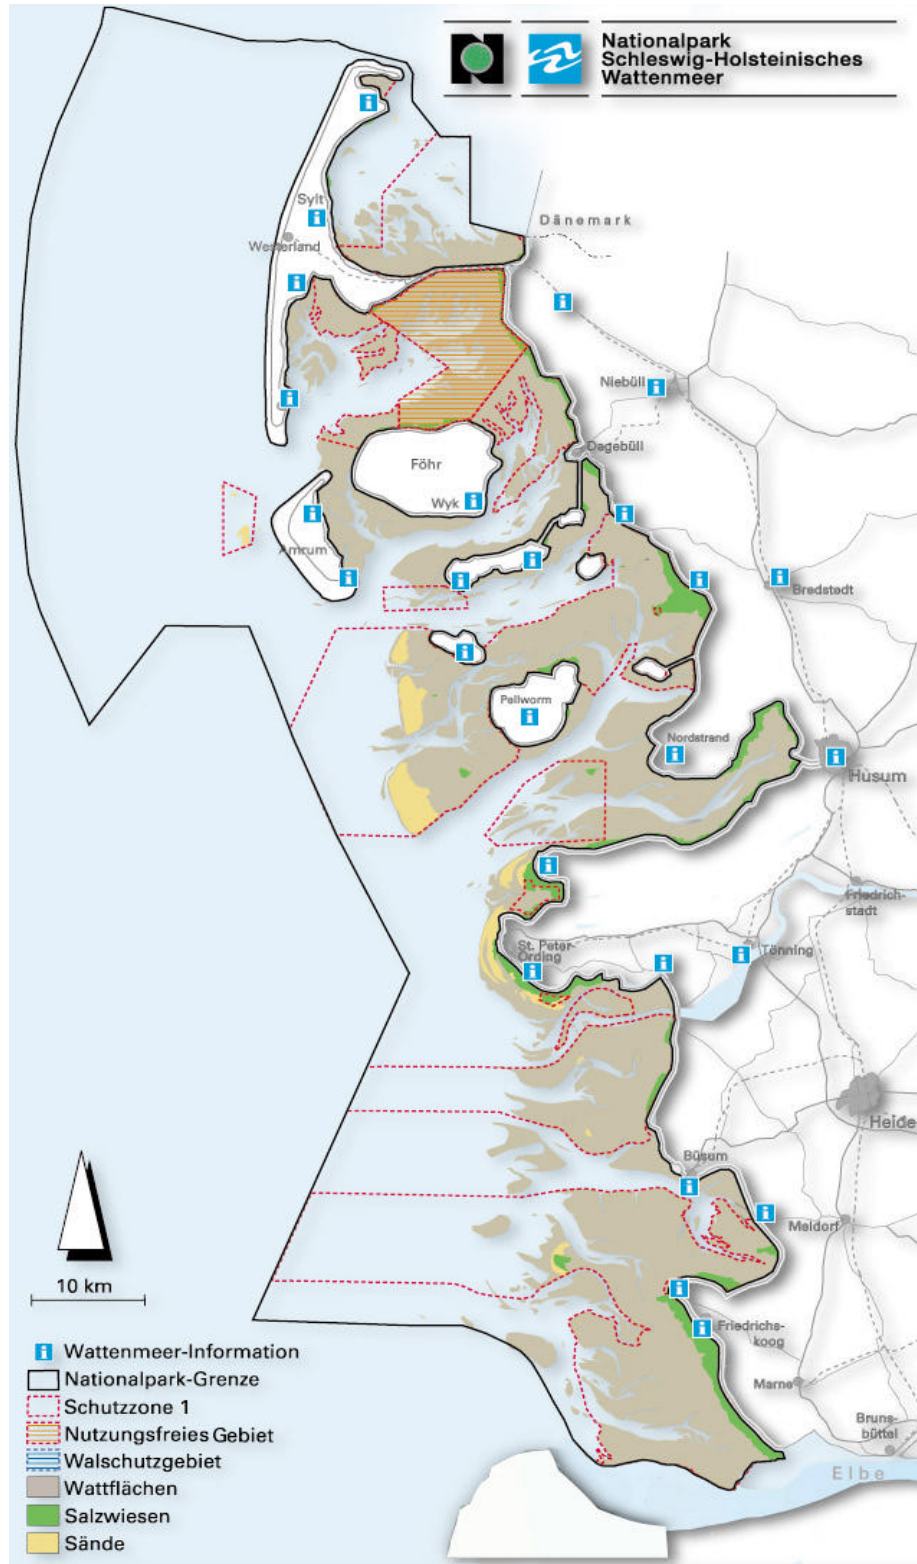 Nationalpark
Schleswig-Holsteinisches
Wattenmeer
Dänemark
Sylt
Westerland
Niebüll
Dagebüll
Föhr
Wyk
Amrum
Bredstedt
Pellworm
Nordstrand
Husum
Friedrich-
stadt
St. Peter-
Ording
Tönning
Heide
Büsum
Meldorf
10 km
Friedrichs-
koog
Marne
Bruns-
büttel
Elbe
Wattenmeer-Information
Nationalpark-Grenze
Schutzzone 1
Nutzungsfreies Gebiet
Walschutzgebiet
Wattflächen
Salzwiesen
Sände